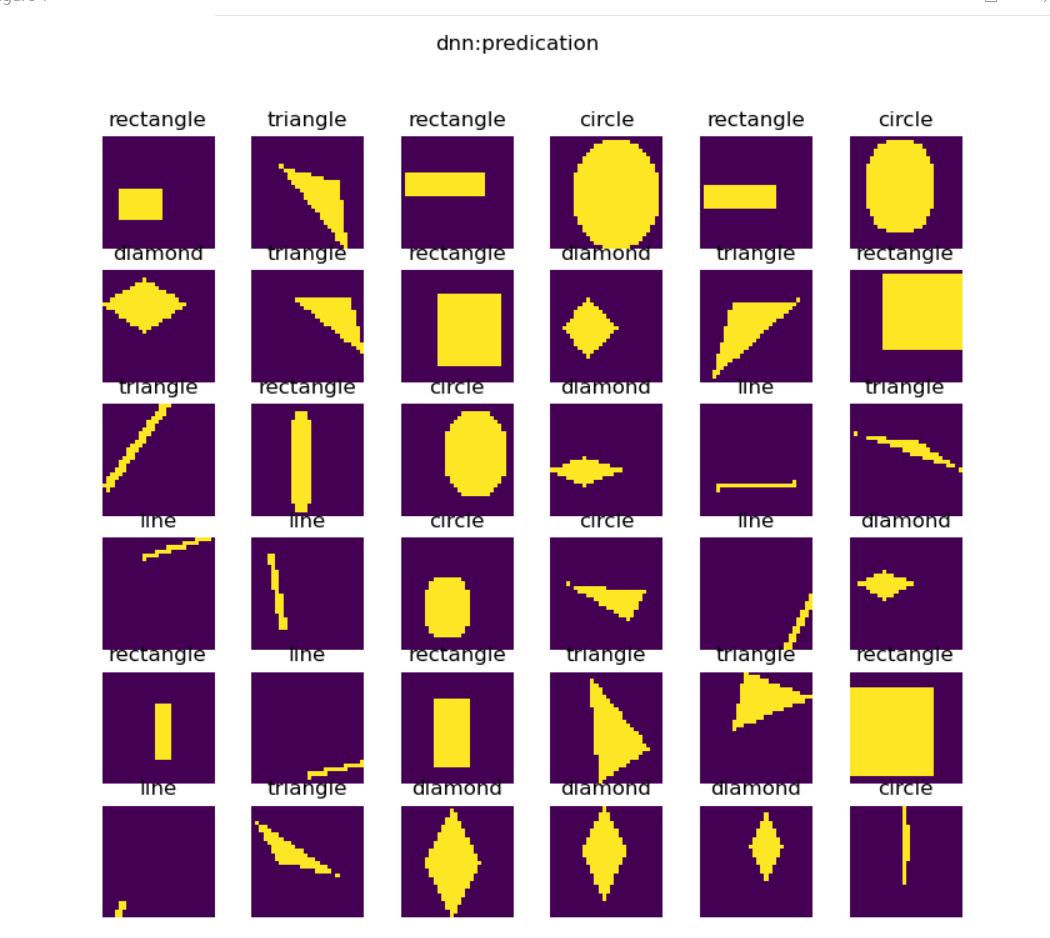 dnn:predication
rectangle triangle rectangle circle rectangle circle
diamond triangle rectangle diamond triangle rectangle
triangle rectangle circle diamond line triangle
line line circle circle line diamond
rectangle line rectangle triangle triangle rectangle
line triangle diamond diamond diamond circle